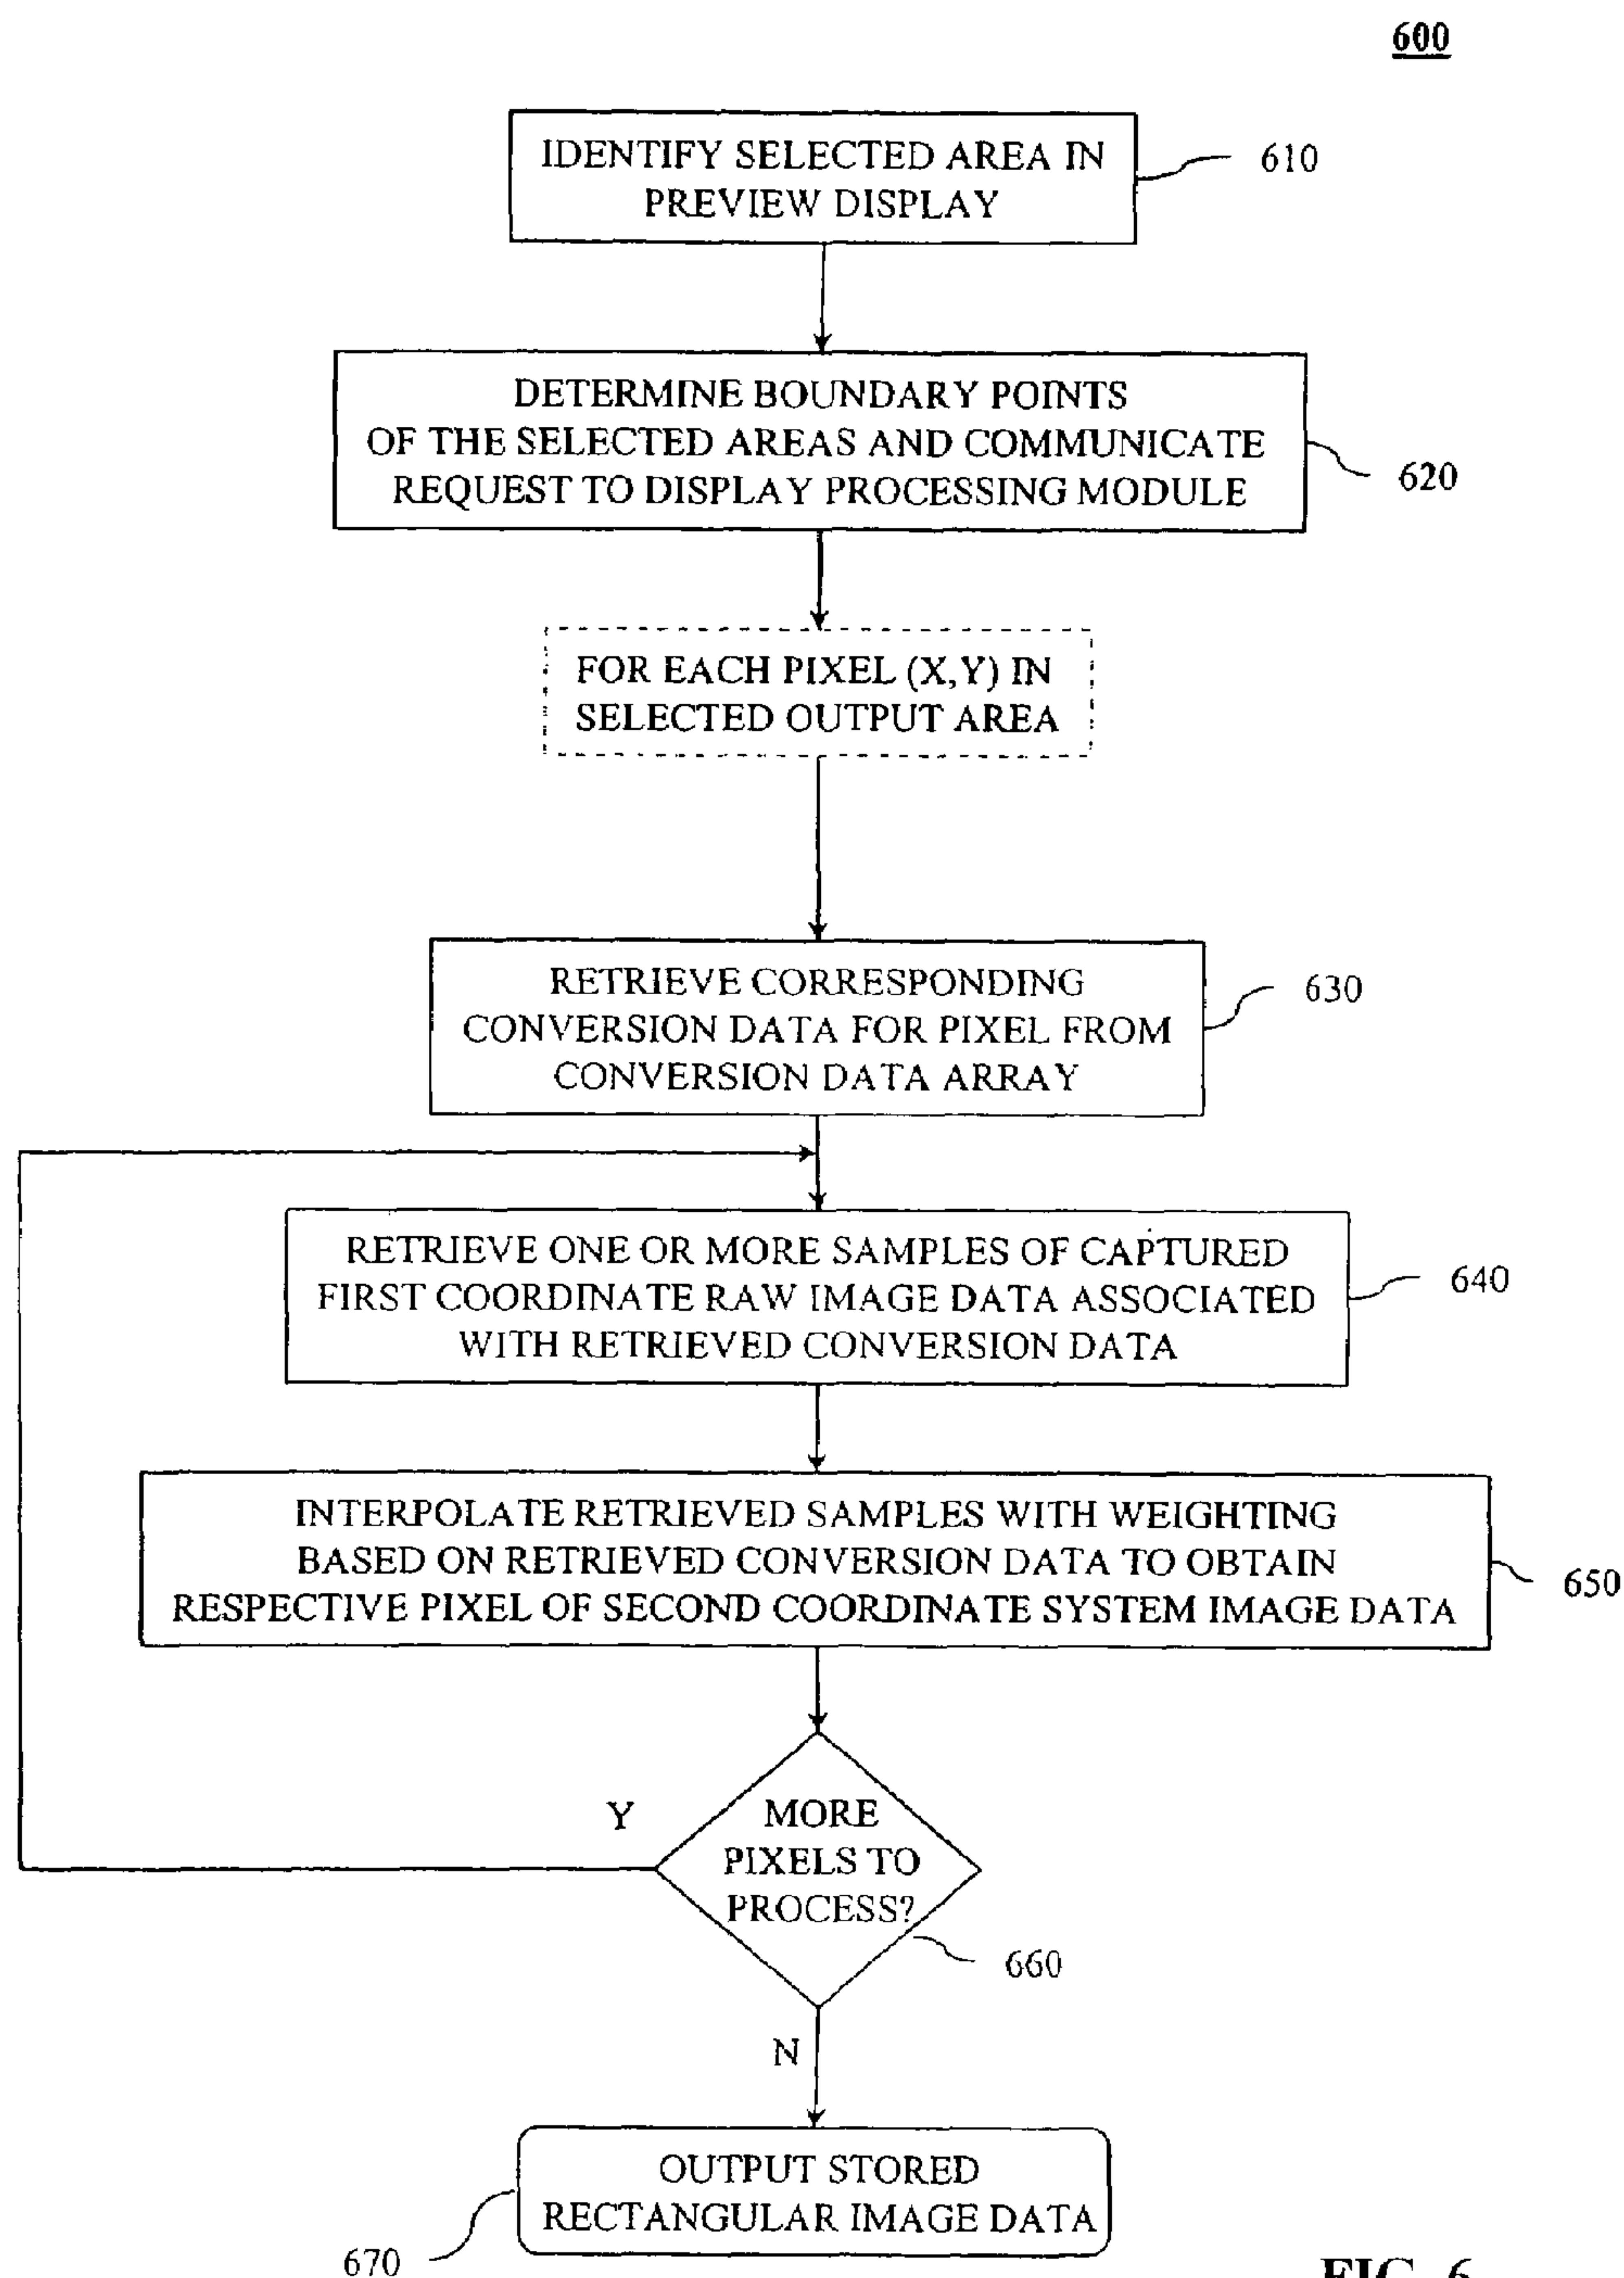 600
IDENTIFY SELECTED AREA IN
PREVIEW DISPLAY
610
DETERMINE BOUNDARY POINTS
OF THE SELECTED AREAS AND COMMUNICATE
REQUEST TO DISPLAY PROCESSING MODULE
620
FOR EACH PIXEL (X,Y) IN
SELECTED OUTPUT AREA
RETRIEVE CORRESPONDING
CONVERSION DATA FOR PIXEL FROM
CONVERSION DATA ARRAY
630
RETRIEVE ONE OR MORE SAMPLES OF CAPTURED
FIRST COORDINATE RAW IMAGE DATA ASSOCIATED
WITH RETRIEVED CONVERSION DATA
640
INTERPOLATE RETRIEVED SAMPLES WITH WEIGHTING
BASED ON RETRIEVED CONVERSION DATA TO OBTAIN
RESPECTIVE PIXEL OF SECOND COORDINATE SYSTEM IMAGE DATA
650
Y
MORE
PIXELS TO
PROCESS?
660
N
OUTPUT STORED
RECTANGULAR IMAGE DATA
670
FIG. 6